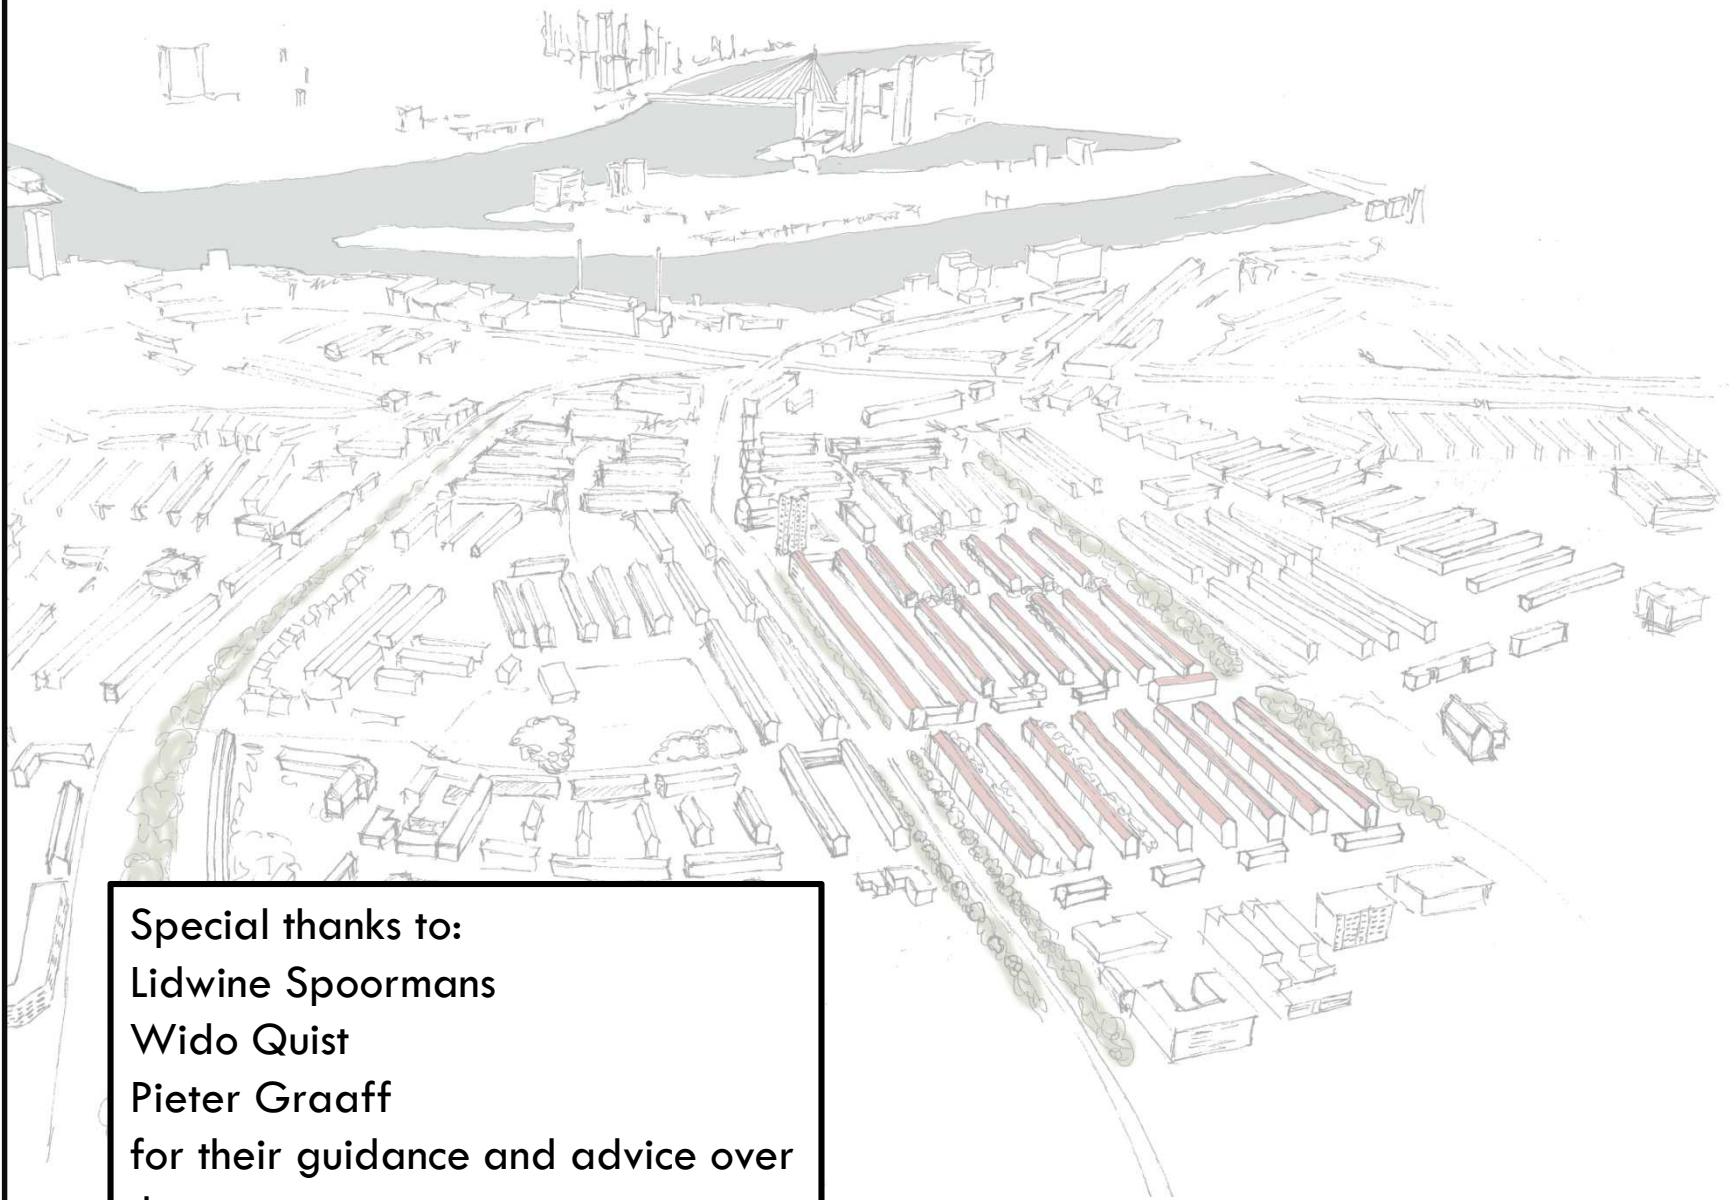 Special thanks to:
Lidwine Spoormans
Wido Quist
Pieter Graaff
for their guidance and advice over